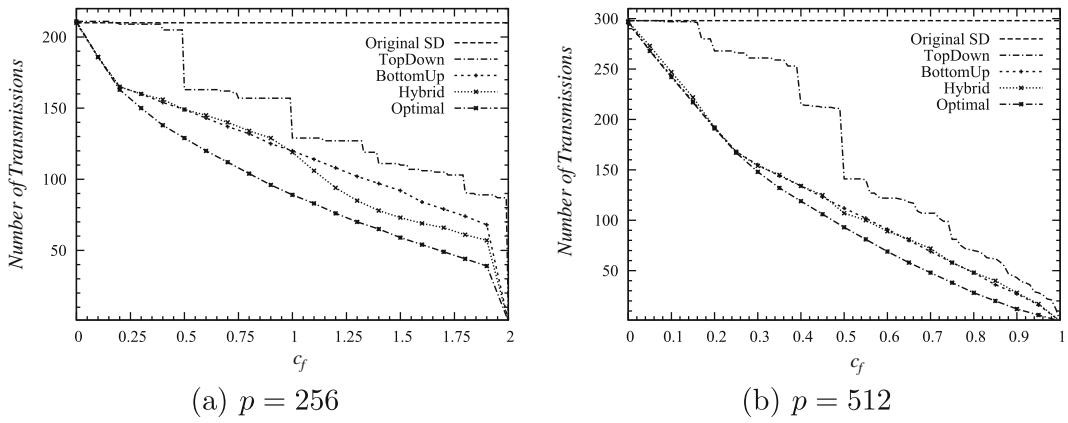 Number of Transmissions
200
150
100
50
0
0.25
0.5
0.75
1
1.25
1.5
1.75
2
c_f
Original SD
TopDown
BottomUp
Hybrid
Optimal
(a) p = 256
Number of Transmissions
300
250
200
150
100
50
0
0.1
0.2
0.3
0.4
0.5
0.6
0.7
0.8
0.9
1
c_f
Original SD
TopDown
BottomUp
Hybrid
Optimal
(b) p = 512